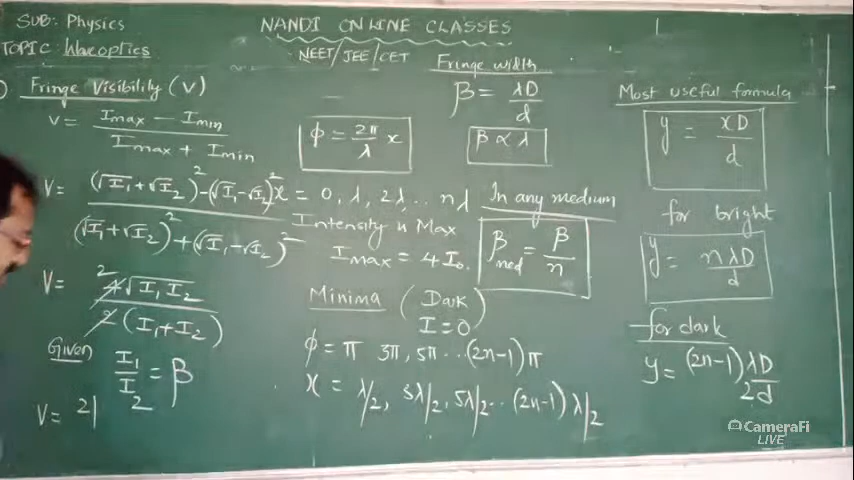 SUB:- Physics
TOPIC Waveoptics
NANDI ONLINE CLASSES
NEET/JEE/CET
Fringe Visibility (V)
V = Imax - Imin / Imax + Imin
V = (√I₁+√I₂)² - (√I₁-√I₂)² / (√I₁+√I₂)² + (√I₁-√I₂)²
V = 4√I₁I₂ / 2(I₁+I₂)
2
Given
I₁/I₂ = β
V = 2
φ = 2π/λ x
x = 0, λ, 2λ, .. nλ
Intensity is Max
Imax = 4I₀
Minima (Dark
I=0)
φ = π 3π, 5π ...(2n-1)π
x = λ/2, 3λ/2, 5λ/2.. (2n-1) λ/2
Fringe width
β = λD/d
β ∝ λ
In any medium
βmed = β/n
Most useful formula
y = xD/d
for bright
y = nλD/d
for dark
y = (2n-1) λD/2d
CameraFi
LIVE